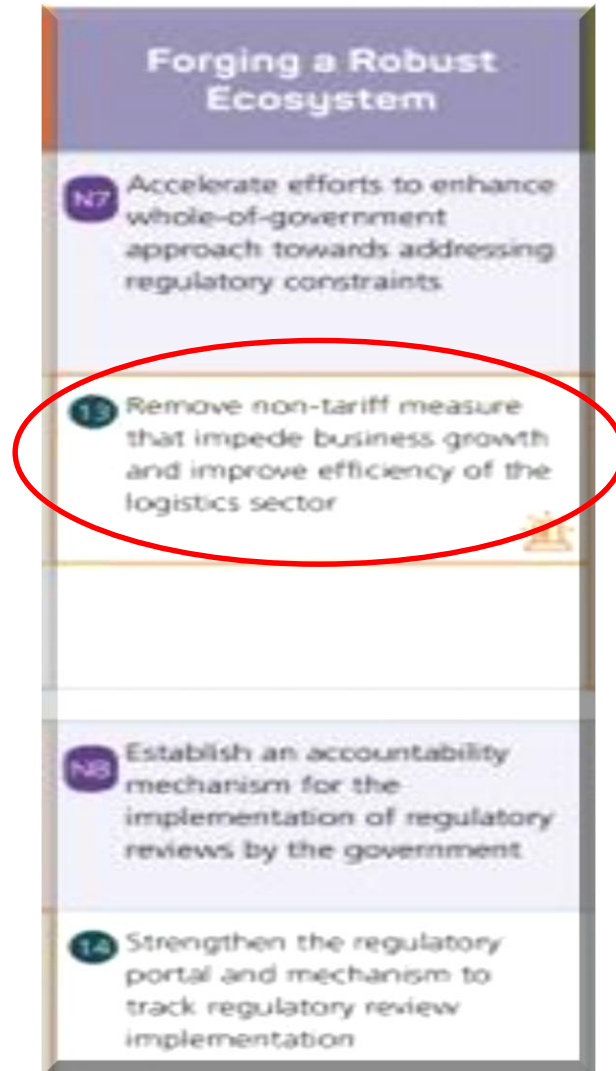 Forging a Robust
Ecosystem
N7
Accelerate efforts to enhance
whole-of-government
approach towards addressing
regulatory constraints
13
Remove non-tariff measure
that impede business growth
and improve efficiency of the
logistics sector
N8
Establish an accountability
mechanism for the
implementation of regulatory
reviews by the government
14
Strengthen the regulatory
portal and mechanism to
track regulatory review
implementation